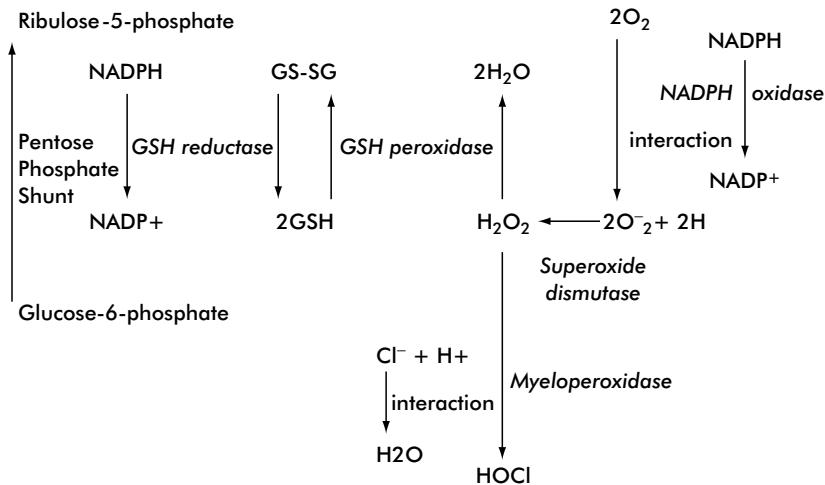 Ribulose-5-phosphate
2O₂
NADPH
NADPH
GS-SG
2H₂O
NADPH oxidase
Pentose
Phosphate
Shunt
GSH reductase
GSH peroxidase
interaction
NADP⁺
NADP+
2GSH
H₂O₂
2O⁻₂ + 2H
Superoxide
dismutase
Glucose-6-phosphate
Cl⁻ + H+
Myeloperoxidase
interaction
H2O
HOCl